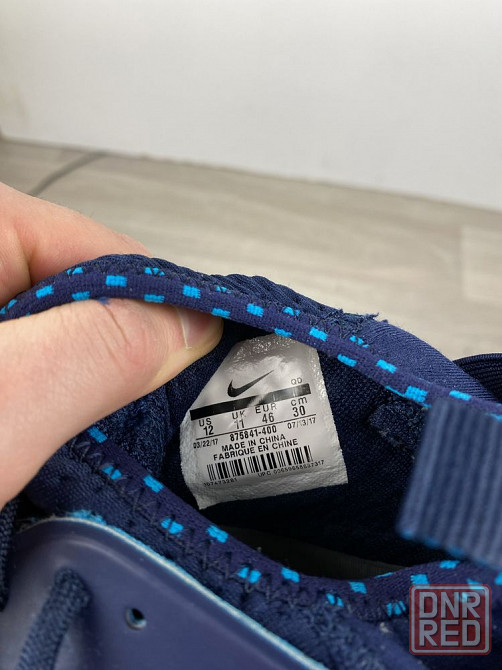 QD
US UK EUR cm
12 11 46 30
03/22/17 07/13/17
875841-400
MADE IN CHINA
FABRIQUE EN CHINE
DNR
RED